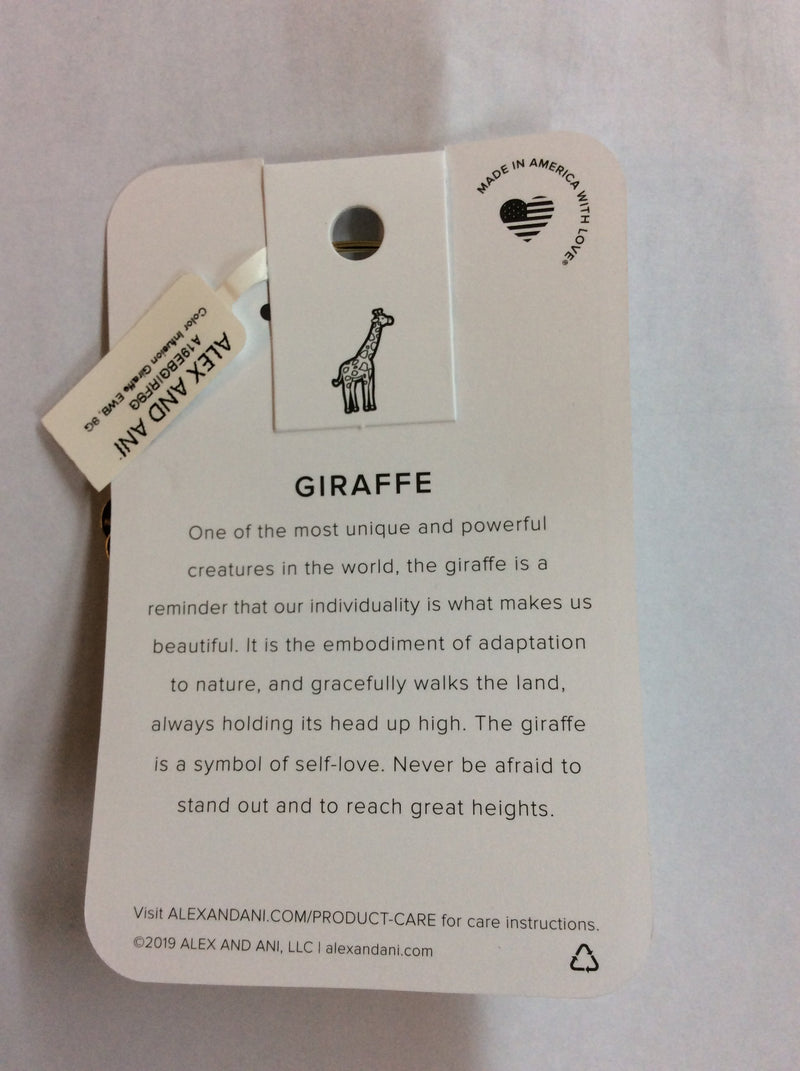 MADE IN AMERICA WITH LOVE®
ALEX AND ANI
A19EBGIRF8G
Color Infusion Giraffe EWB, SG
GIRAFFE
One of the most unique and powerful
creatures in the world, the giraffe is a
reminder that our individuality is what makes us
beautiful. It is the embodiment of adaptation
to nature, and gracefully walks the land,
always holding its head up high. The giraffe
is a symbol of self-love. Never be afraid to
stand out and to reach great heights.
Visit ALEXANDANI.COM/PRODUCT-CARE for care instructions.
©2019 ALEX AND ANI, LLC | alexandani.com